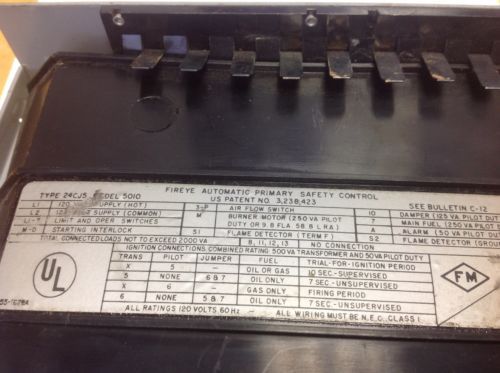 FIREYE AUTOMATIC PRIMARY SAFETY CONTROL
TYPE 24CJ5 MODEL 5010 US PATENT NO. 3,238,423 SEE BULLETIN C-12
L1 120 SUPPLY (HOT) 3-P AIR FLOW SWITCH 10 DAMPER (125 VA PILOT DUTY
L2 SUPPLY (COMMON) M BURNER MOTOR (250 VA PILOT 7 MAIN FUEL (250 VA PILOT
LI-T LIMIT AND OPER SWITCHES DUTY OR 9.8 FLA 58.8 LRA) A ALARM (50 VA PILOT
M-D STARTING INTERLOCK S1 FLAME DETECTOR (TERM F) S2 FLAME DETECTOR (GROUN
TOTAL CONNECTED LOADS NOT TO EXCEED 2000 VA 8, 11, 12, 13 NO CONNECTION
IGNITION CONNECTIONS COMBINED RATING 500 VA TRANSFORMER AND 50 VA PILOT DUTY
TRANS PILOT JUMPER FUEL TRIAL-FOR-IGNITION PERIOD
X 5 - OIL OR GAS 10 SEC-SUPERVISED
5 NONE 6 & 7 OIL ONLY 7 SEC.-UNSUPERVISED
X 6 - GAS ONLY FIRING PERIOD
6 NONE 5 & 7 OIL ONLY 7 SEC.-UNSUPERVISED
ALL RATINGS 120 VOLTS, 60 Hz - ALL WIRING MUST BE N.E.C. CLASS 1
UL
FM